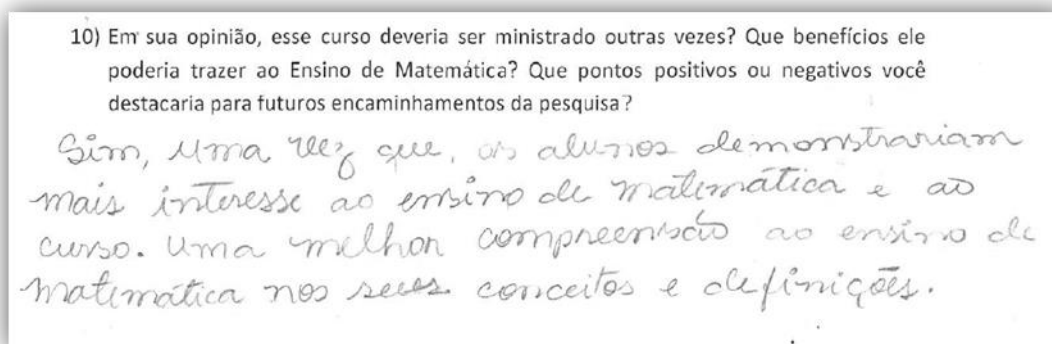 10) Em sua opinião, esse curso deveria ser ministrado outras vezes? Que benefícios ele
poderia trazer ao Ensino de Matemática? Que pontos positivos ou negativos você
destacaria para futuros encaminhamentos da pesquisa?
Sim, uma vez que, os alunos demonstrariam
mais interesse ao ensino de matemática e ao
curso. Uma melhor compreensão ao ensino de
matemática nos seus conceitos e definições.